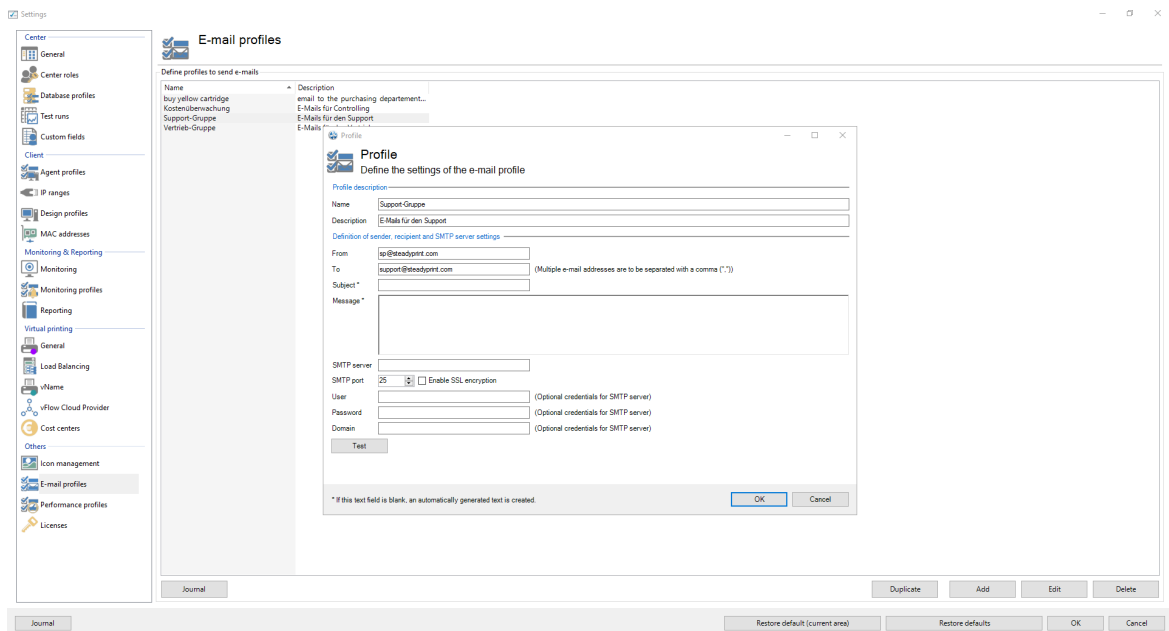 Settings
Center
General
Center roles
Database profiles
Test runs
Custom fields
Client
Agent profiles
IP ranges
Design profiles
MAC addresses
Monitoring & Reporting
Monitoring
Monitoring profiles
Reporting
Virtual printing
General
Load Balancing
vName
vFlow Cloud Provider
Cost centers
Others
Icon management
E-mail profiles
Performance profiles
Licenses
E-mail profiles
Define profiles to send e-mails
Name Description
buy yellow cartridge email to the purchasing departement...
Kostenüberwachung E-Mails für Controlling
Support-Gruppe E-Mails für den Support
Vertrieb-Gruppe E-Mails
Profile
Profile
Define the settings of the e-mail profile
Profile description
Name Support-Gruppe
Description E-Mails für den Support
Definition of sender, recipient and SMTP server settings
From sp@steadyprint.com
To support@steadyprint.com (Multiple e-mail addresses are to be separated with a comma (","))
Subject *
Message *
SMTP server
SMTP port 25 Enable SSL encryption
User (Optional credentials for SMTP server)
Password (Optional credentials for SMTP server)
Domain (Optional credentials for SMTP server)
Test
* If this text field is blank, an automatically generated text is created.
OK Cancel
Journal Duplicate Add Edit Delete
Journal Restore default (current area) Restore defaults OK Cancel